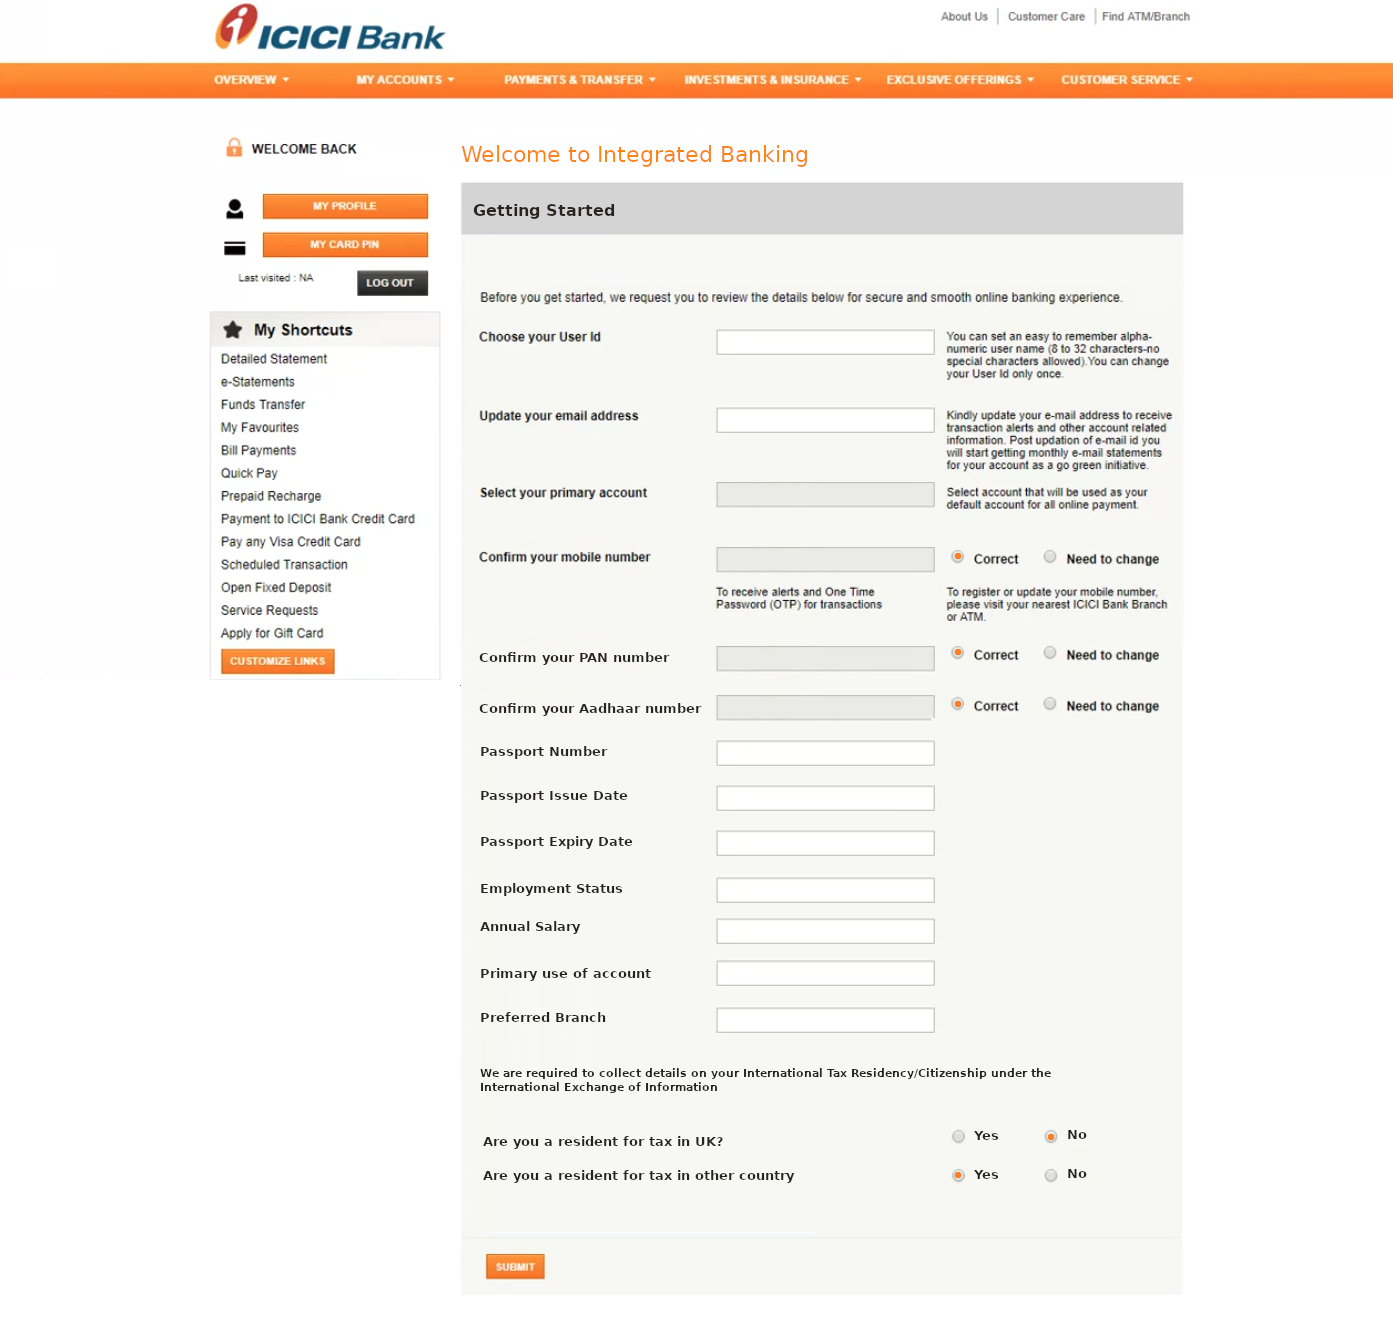 ICICI Bank
About Us
Customer Care
Find ATM/Branch
OVERVIEW
MY ACCOUNTS
PAYMENTS & TRANSFER
INVESTMENTS & INSURANCE
EXCLUSIVE OFFERINGS
CUSTOMER SERVICE
WELCOME BACK
MY PROFILE
MY CARD PIN
Last visited : NA
LOG OUT
My Shortcuts
Detailed Statement
e-Statements
Funds Transfer
My Favourites
Bill Payments
Quick Pay
Prepaid Recharge
Payment to ICICI Bank Credit Card
Pay any Visa Credit Card
Scheduled Transaction
Open Fixed Deposit
Service Requests
Apply for Gift Card
CUSTOMIZE LINKS
Welcome to Integrated Banking
Getting Started
Before you get started, we request you to review the details below for secure and smooth online banking experience.
Choose your User Id
You can set an easy to remember alpha-
numeric user name (8 to 32 characters-no
special characters allowed).You can change
your User Id only once.
Update your email address
Kindly update your e-mail address to receive
transaction alerts and other account related
information. Post updation of e-mail id you
will start getting monthly e-mail statements
for your account as a go green initiative.
Select your primary account
Select account that will be used as your
default account for all online payment.
Confirm your mobile number
Correct
Need to change
To receive alerts and One Time
Password (OTP) for transactions
To register or update your mobile number,
please visit your nearest ICICI Bank Branch
or ATM.
Confirm your PAN number
Correct
Need to change
Confirm your Aadhaar number
Correct
Need to change
Passport Number
Passport Issue Date
Passport Expiry Date
Employment Status
Annual Salary
Primary use of account
Preferred Branch
We are required to collect details on your International Tax Residency/Citizenship under the
International Exchange of Information
Are you a resident for tax in UK?
Yes
No
Are you a resident for tax in other country
Yes
No
SUBMIT